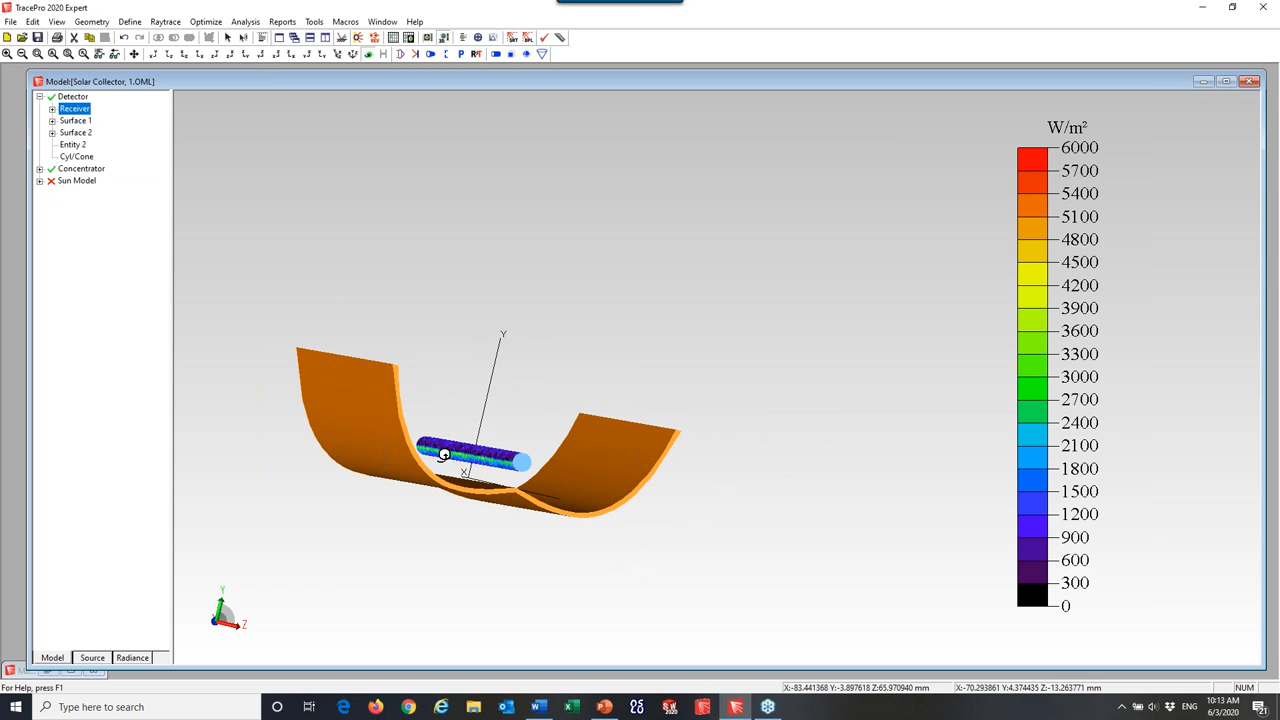 TracePro 2020 Expert
File Edit View Geometry Define Raytrace Optimize Analysis Reports Tools Macros Window Help
Model:[Solar Collector, 1.OML]
Detector
Receiver
Surface 1
Surface 2
Entity 2
Cyl/Cone
Concentrator
Sun Model
W/m²
6000
5700
5400
5100
4800
4500
4200
3900
3600
3300
3000
2700
2400
2100
1800
1500
1200
900
600
300
0
Y
X
Y
Z
Model Source Radiance
For Help, press F1
X:-83.441368 Y:-3.897618 Z:65.970940 mm
X:-70.293861 Y:4.374435 Z:-13.263771 mm
NUM
Type here to search
10:13 AM
6/3/2020